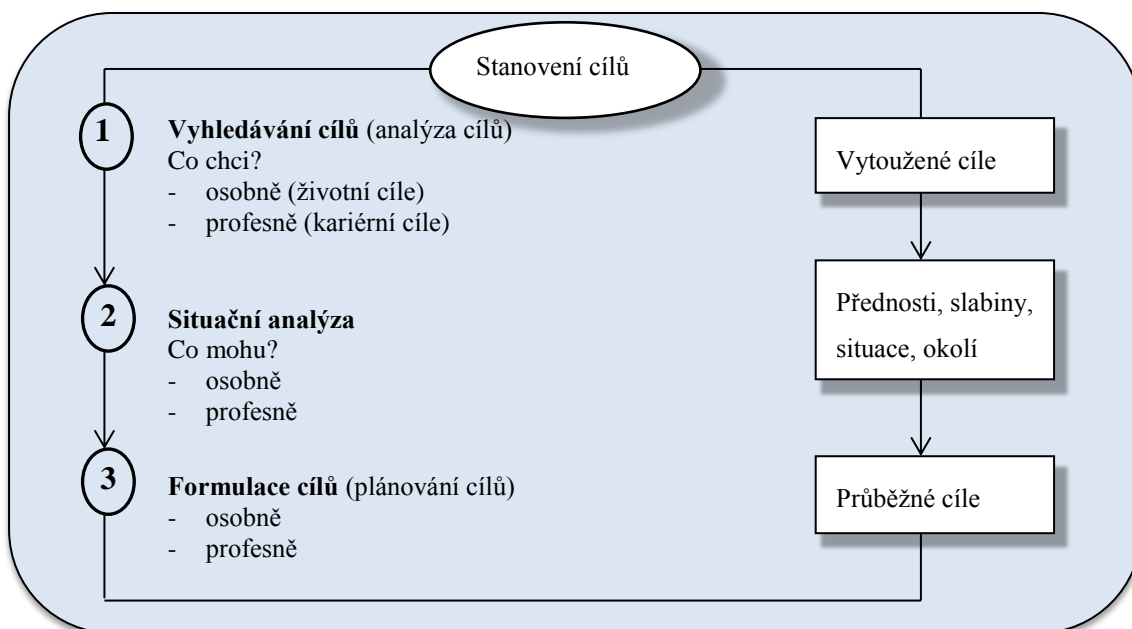 Stanovení cílů
1
Vyhledávání cílů (analýza cílů)
Co chci?
- osobně (životní cíle)
- profesně (kariérní cíle)
2
Situační analýza
Co mohu?
- osobně
- profesně
3
Formulace cílů (plánování cílů)
- osobně
- profesně
Vytoužené cíle
Přednosti, slabiny,
situace, okolí
Průběžné cíle